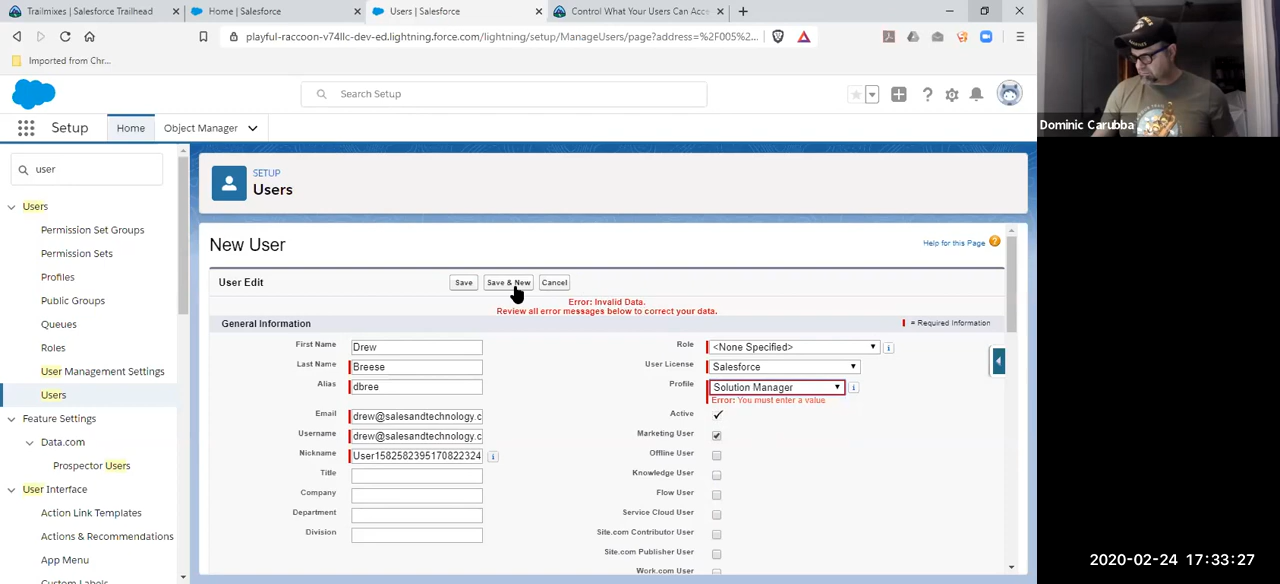 Trailmixes | Salesforce Trailhead
Home | Salesforce
Users | Salesforce
Control What Your Users Can Acc
playful-raccoon-v74llc-dev-ed.lightning.force.com/lightning/setup/ManageUsers/page?address=%2F005%2...
Imported from Chr...
Search Setup
Setup
Home
Object Manager
user
Users
Permission Set Groups
Permission Sets
Profiles
Public Groups
Queues
Roles
User Management Settings
Users
Feature Settings
Data.com
Prospector Users
User Interface
Action Link Templates
Actions & Recommendations
App Menu
Custom Labels
SETUP
Users
New User
Help for this Page
User Edit
Save
Save & New
Cancel
Error: Invalid Data.
Review all error messages below to correct your data.
General Information
= Required Information
First Name Drew
Last Name Breese
Alias dbree
Email drew@salesandtechnology.c
Username drew@salesandtechnology.c
Nickname User1582582395170822324
Title
Company
Department
Division
Role <None Specified>
User License Salesforce
Profile Solution Manager
Error: You must enter a value
Active
Marketing User
Offline User
Knowledge User
Flow User
Service Cloud User
Site.com Contributor User
Site.com Publisher User
Work.com User
Dominic Carubba
2020-02-24 17:33:27